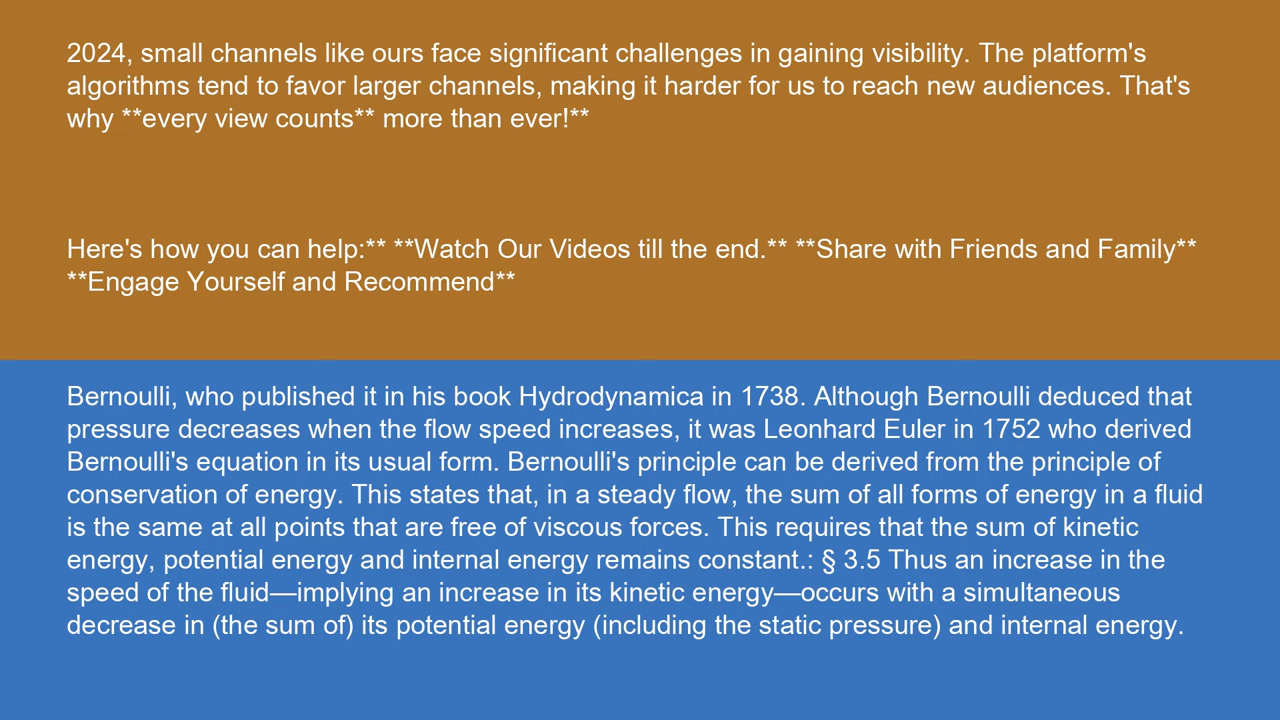 2024, small channels like ours face significant challenges in gaining visibility. The platform's
algorithms tend to favor larger channels, making it harder for us to reach new audiences. That's
why **every view counts** more than ever!**
Here's how you can help:** **Watch Our Videos till the end.** **Share with Friends and Family**
**Engage Yourself and Recommend**
Bernoulli, who published it in his book Hydrodynamica in 1738. Although Bernoulli deduced that
pressure decreases when the flow speed increases, it was Leonhard Euler in 1752 who derived
Bernoulli's equation in its usual form. Bernoulli's principle can be derived from the principle of
conservation of energy. This states that, in a steady flow, the sum of all forms of energy in a fluid
is the same at all points that are free of viscous forces. This requires that the sum of kinetic
energy, potential energy and internal energy remains constant.: § 3.5 Thus an increase in the
speed of the fluid—implying an increase in its kinetic energy—occurs with a simultaneous
decrease in (the sum of) its potential energy (including the static pressure) and internal energy.